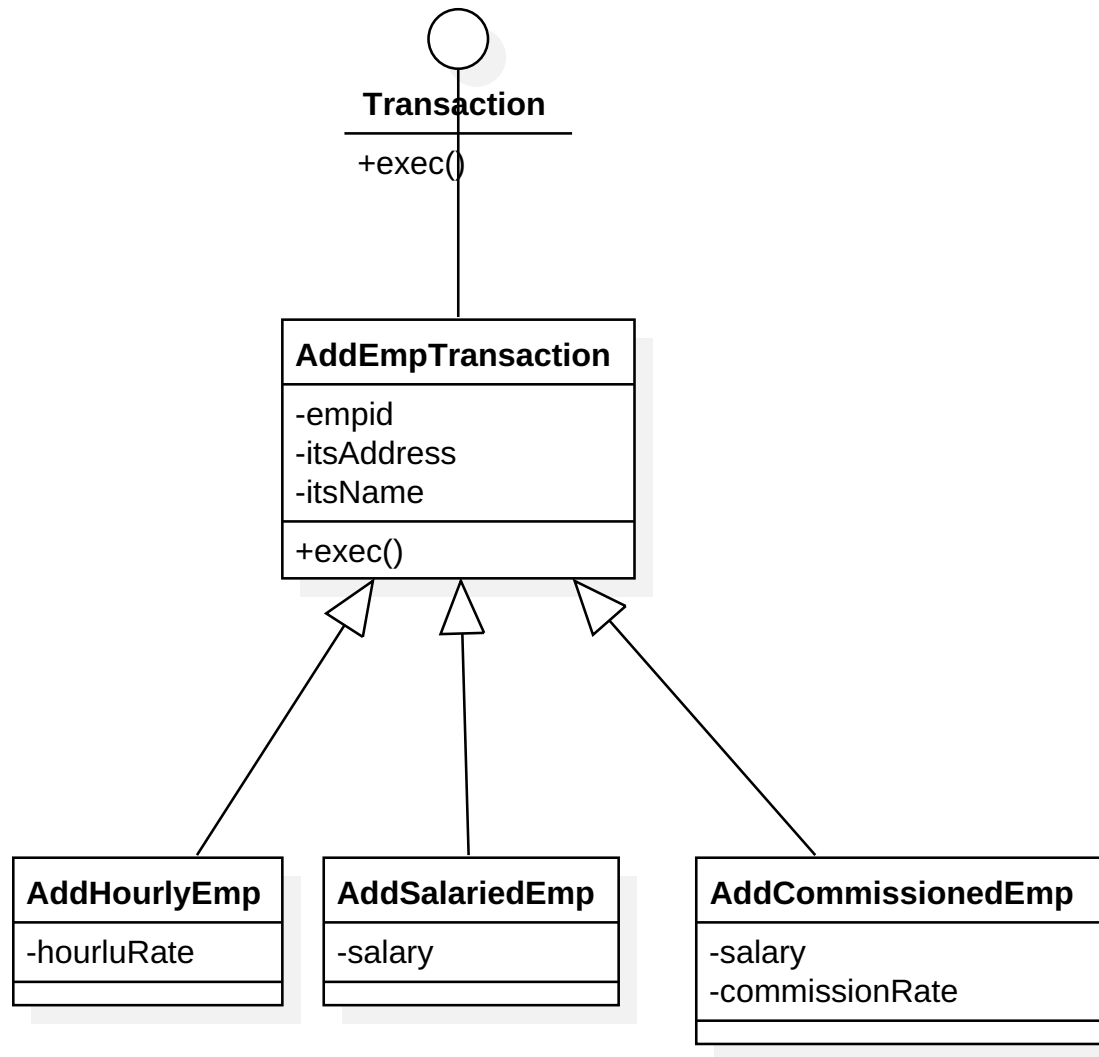 Transaction
+exec()
AddEmpTransaction
-empid
-itsAddress
-itsName
+exec()
AddHourlyEmp
-hourluRate
AddSalariedEmp
-salary
AddCommissionedEmp
-salary
-commissionRate